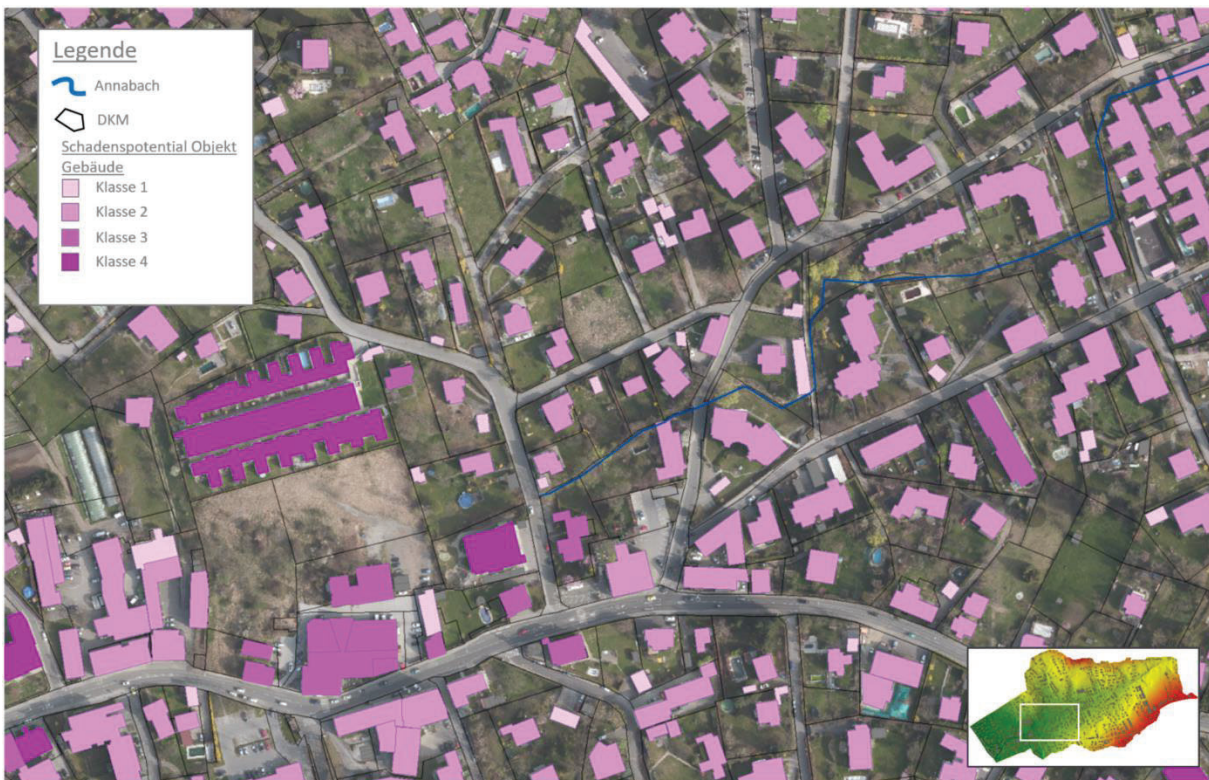 Legende
Annabach
DKM
Schadenspotential Objekt
Gebäude
Klasse 1
Klasse 2
Klasse 3
Klasse 4